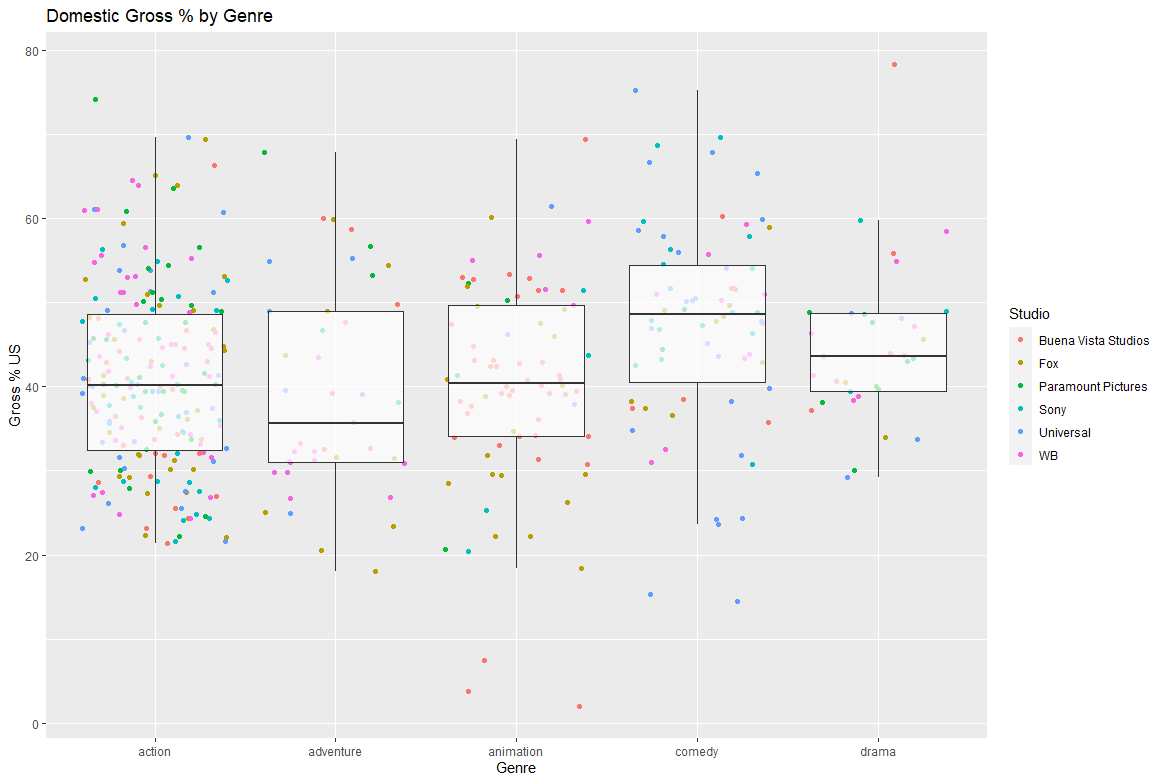 Domestic Gross % by Genre
80
60
40
20
0
Gross % US
action
adventure
animation
comedy
drama
Genre
Studio
Buena Vista Studios
Fox
Paramount Pictures
Sony
Universal
WB